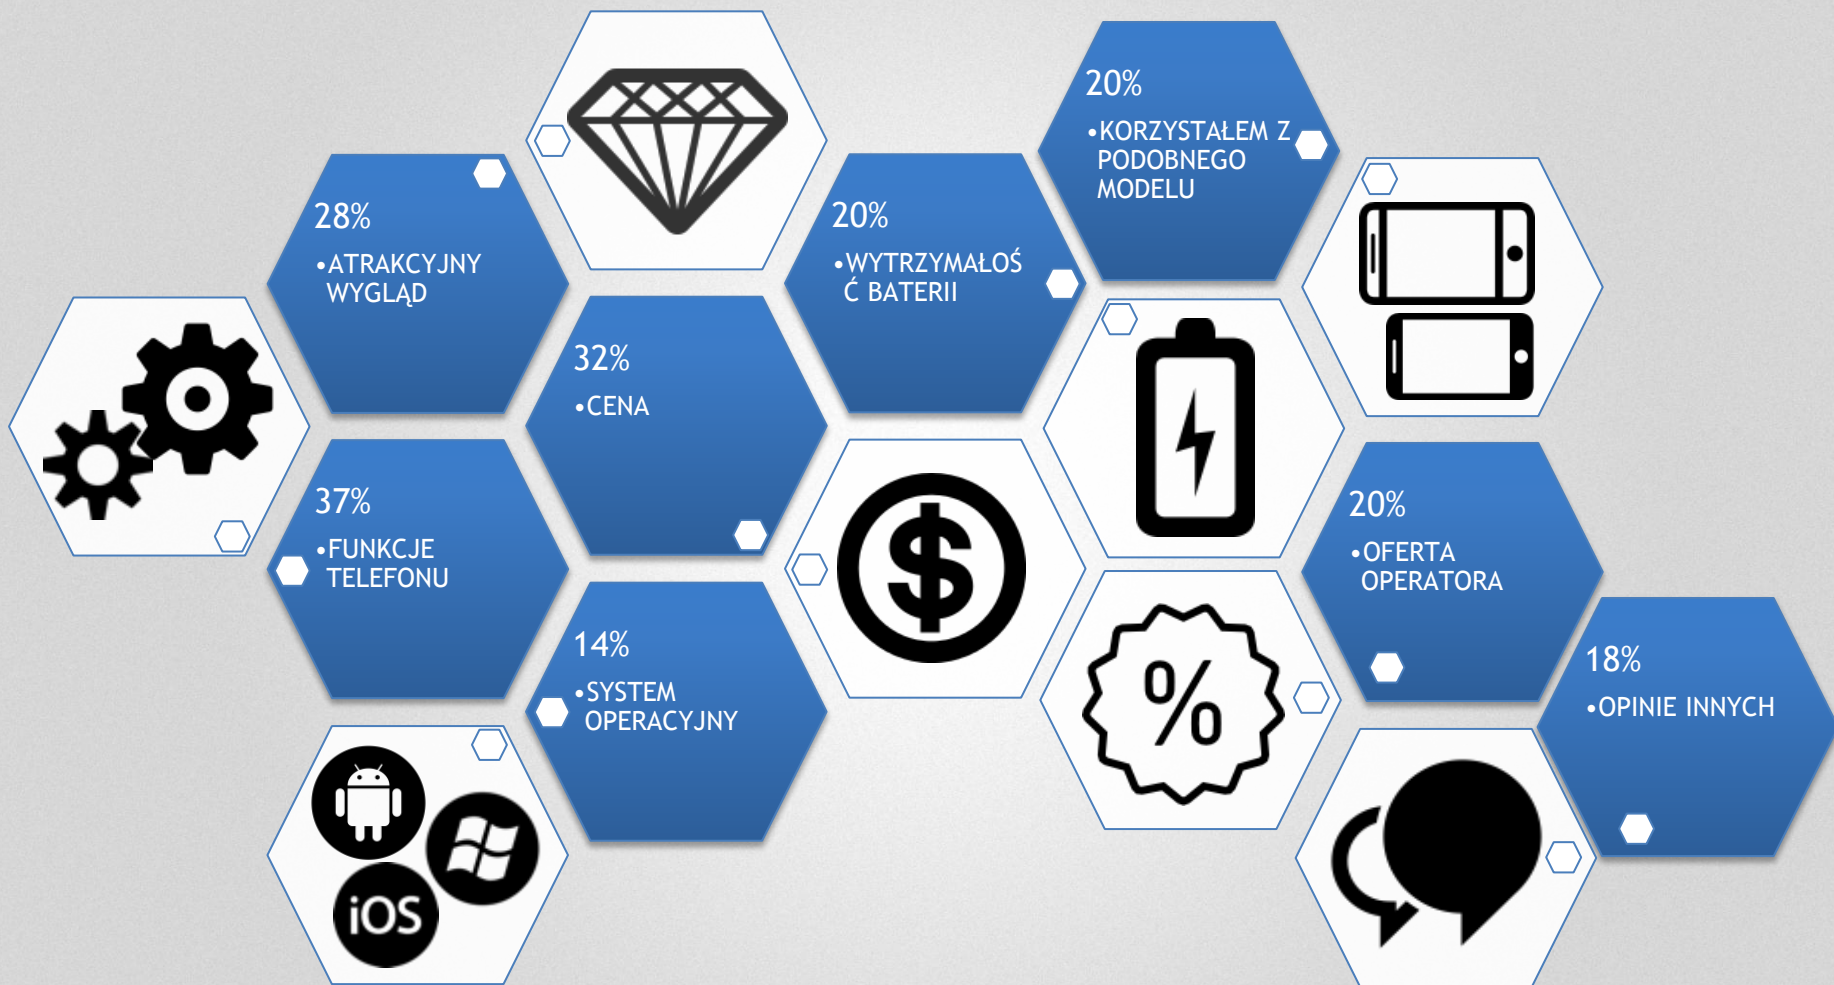 20%
•KORZYSTAŁEM Z
PODOBNEGO
MODELU
28%
•ATRAKCYJNY
WYGLĄD
20%
•WYTRZYMAŁOŚ
Ć BATERII
32%
•CENA
37%
•FUNKCJE
TELEFONU
20%
•OFERTA
OPERATORA
14%
•SYSTEM
OPERACYJNY
18%
•OPINIE INNYCH
$
%
iOS